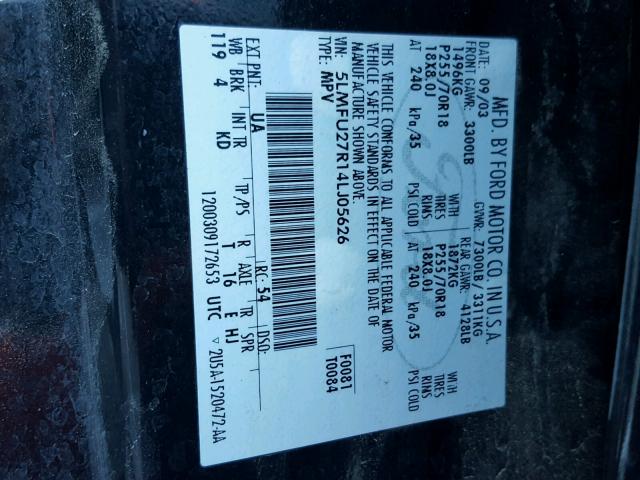 MFD. BY FORD MOTOR CO. IN U.S.A.
DATE: 09/03 GVWR: 7300LB / 3311KG
FRONT GAWR: 3300LB REAR GAWR: 4128LB
1496KG WITH 1872KG WITH
P255/70R18 TIRES P255/70R18 TIRES
18X8.0J RIMS 18X8.0J RIMS
AT 240 kPa/35 PSI COLD AT 240 kPa/35 PSI COLD
THIS VEHICLE CONFORMS TO ALL APPLICABLE FEDERAL MOTOR
VEHICLE SAFETY STANDARDS IN EFFECT ON THE DATE OF
MANUFACTURE SHOWN ABOVE.
VIN: 5LMFU27R14LJ05626 F0081
TYPE: MPV T0084
EXT PNT: UA RC: 54 DSO:
WB BRK INT TR TP/PS R AXLE TR SPR
119 4 KD T 16 E HJ
1200309172653 UTC ▽ 2U5A-1520472-AA